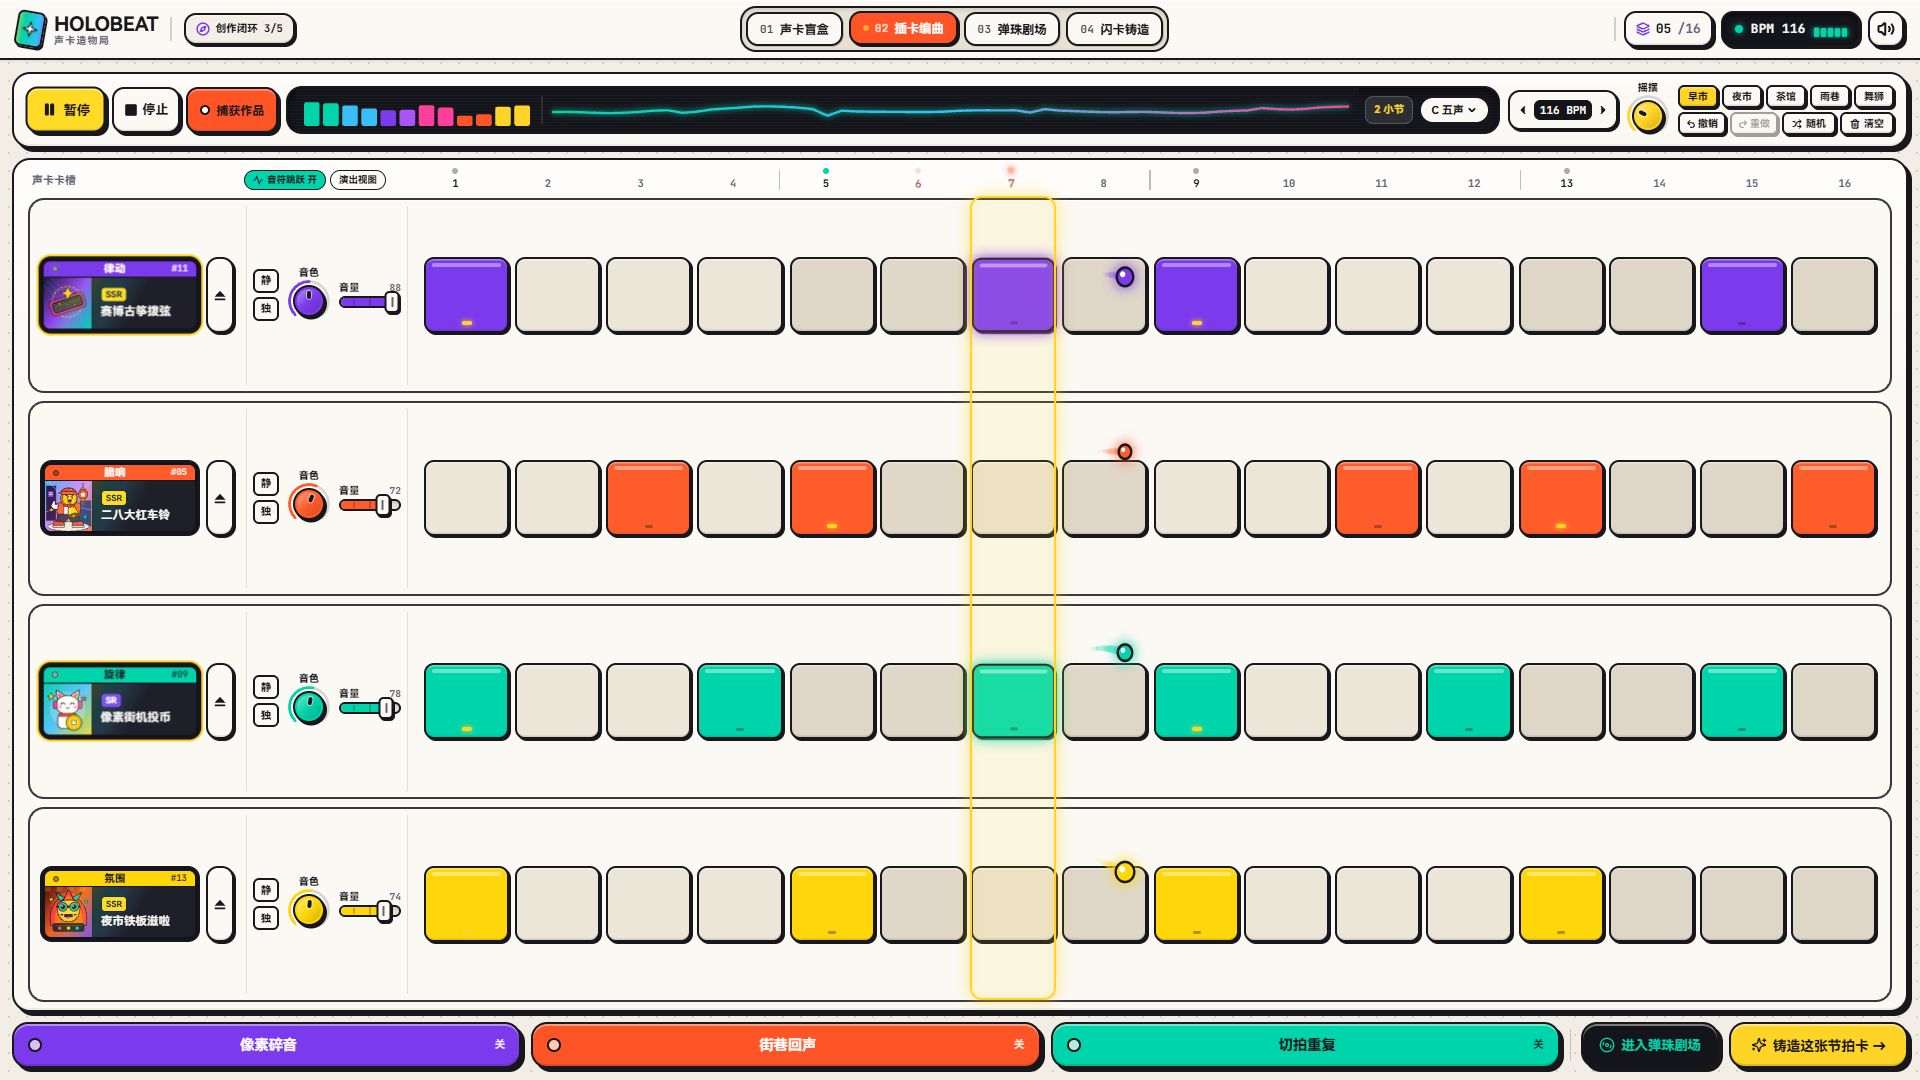 HOLOBEAT
声卡造物局
创作闭环 3/5
01 声卡盲盒
02 插卡编曲
03 弹珠剧场
04 闪卡铸造
05 /16
BPM 116
暂停
停止
捕获作品
2 小节
C 五声
116 BPM
摇摆
早市 夜市 茶馆 雨巷 舞狮
撤销 重做 随机 清空
声卡卡槽
音符跳跃 开
演出视图
1 2 3 4 5 6 7 8 9 10 11 12 13 14 15 16
律动 #11
SSR
赛博古筝拨弦
静
独
音色
音量 88
脆响 #05
SSR
二八大杠车铃
静
独
音色
音量 72
旋律 #09
SR
像素街机投币
静
独
音色
音量 78
氛围 #13
SSR
夜市铁板滋啦
静
独
音色
音量 74
像素碎音 关
街巷回声 关
切拍重复 关
进入弹珠剧场
铸造这张节拍卡 →